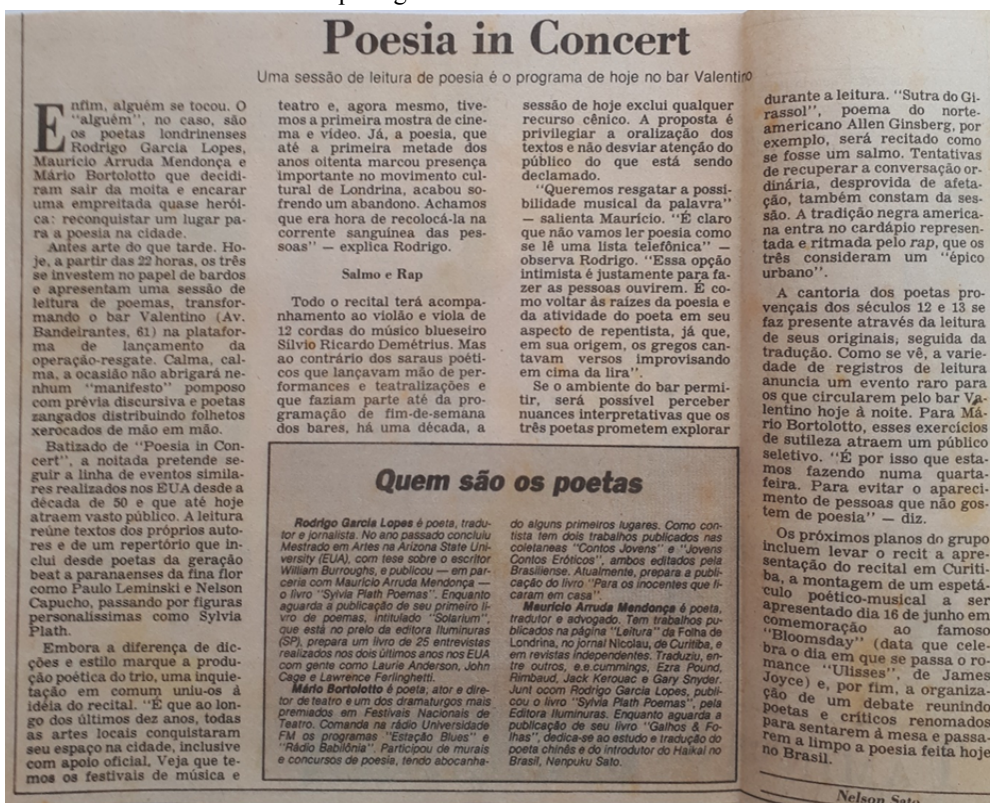 Poesia in Concert
Uma sessão de leitura de poesia é o programa de hoje no bar Valentino
Enfim, alguém se tocou. O
"alguém", no caso, são
os poetas londrinenses
Rodrigo Garcia Lopes,
Maurício Arruda Mendonça e
Mário Bortolotto que decidi-
ram sair da moita e encarar
uma empreitada quase herói-
ca: reconquistar um lugar pa-
ra a poesia na cidade.
Antes arte do que tarde. Ho-
je, a partir das 22 horas, os três
se investem no papel de bardos
e apresentam uma sessão de
leitura de poemas, transfor-
mando o bar Valentino (Av.
Bandeirantes, 61) na platafor-
ma de lançamento da
operação-resgate. Calma, cal-
ma, a ocasião não abrigará ne-
nhum "manifesto" pomposo
com prévia discursiva e poetas
zangados distribuindo folhetos
xerocados de mão em mão.
Batizado de "Poesia in Con-
cert", a noitada pretende se-
guir a linha de eventos simila-
res realizados nos EUA desde a
década de 50 e que até hoje
atraem vasto público. A leitura
reúne textos dos próprios auto-
res e de um repertório que in-
clui desde poetas da geração
beat a paranaenses da fina flor
como Paulo Leminski e Nelson
Capucho, passando por figuras
personalíssimas como Sylvia
Plath.
Embora a diferença de dic-
ções e estilo marque a produ-
ção poética do trio, uma inquie-
tação em comum uniu-os à
idéia do recital. "É que ao lon-
go dos últimos dez anos, todas
as artes locais conquistaram
seu espaço na cidade, inclusive
com apoio oficial. Veja que te-
mos os festivais de música e
teatro e, agora mesmo, tive-
mos a primeira mostra de cine-
ma e vídeo. Já, a poesia, que
até a primeira metade dos
anos oitenta marcou presença
importante no movimento cul-
tural de Londrina, acabou so-
frendo um abandono. Achamos
que era hora de recolocá-la na
corrente sanguínea das pes-
soas" — explica Rodrigo.
Salmo e Rap
Todo o recital terá acompa-
nhamento ao violão e viola de
12 cordas do músico blueseiro
Sílvio Ricardo Demétrius. Mas
ao contrário dos saraus poéti-
cos que lançavam mão de per-
formances e teatralizações e
que faziam parte até da pro-
gramação de fim-de-semana
dos bares, há uma década, a
sessão de hoje exclui qualquer
recurso cênico. A proposta é
privilegiar a oralização dos
textos e não desviar atenção do
público do que está sendo
declamado.
"Queremos resgatar a possi-
bilidade musical da palavra"
— salienta Maurício. "É claro
que não vamos ler poesia como
se lê uma lista telefônica" —
observa Rodrigo. "Essa opção
intimista é justamente para fa-
zer as pessoas ouvirem. É co-
mo voltar às raízes da poesia e
da atividade do poeta em seu
aspecto de repentista, já que,
em sua origem, os gregos can-
tavam versos improvisando
em cima da lira".
Se o ambiente do bar permi-
tir, será possível perceber
nuances interpretativas que os
três poetas prometem explorar
durante a leitura. "Sutra do Gi-
rassol", poema do norte-
americano Allen Ginsberg, por
exemplo, será recitado como
se fosse um salmo. Tentativas
de recuperar a conversação or-
dinária, desprovida de afeta-
ção, também constam da ses-
são. A tradição negra america-
na entra no cardápio represen-
tada e ritmada pelo rap, que os
três consideram um "épico
urbano".
A cantoria dos poetas pro-
vençais dos séculos 12 e 13 se
faz presente através da leitura
de seus originais, seguida da
tradução. Como se vê, a varie-
dade de registros de leitura
anuncia um evento raro para
os que circularem pelo bar Va-
lentino hoje à noite. Para Má-
rio Bortolotto, esses exercícios
de sutileza atraem um público
seletivo. "É por isso que esta-
mos fazendo numa quarta-
feira. Para evitar o apareci-
mento de pessoas que não gos-
tem de poesia" — diz.
Os próximos planos do grupo
incluem levar o recit a apre-
sentação do recital em Curiti-
ba, a montagem de um espetá-
culo poético-musical a ser
apresentado dia 16 de junho em
comemoração ao famoso
"Bloomsday" (data que cele-
bra o dia em que se passa o ro-
mance "Ulisses", de James
Joyce) e, por fim, a organiza-
ção de um debate reunindo
poetas e críticos renomados
para sentarem à mesa e passa-
rem a limpo a poesia feita hoje
no Brasil.
Nelson Sato
Quem são os poetas
Rodrigo Garcia Lopes é poeta, tradu-
tor e jornalista. No ano passado concluiu
Mestrado em Artes na Arizona State Uni-
versity (EUA), com tese sobre o escritor
William Burroughs, e publicou — em par-
ceria com Maurício Arruda Mendonça —
o livro "Sylvia Plath Poemas". Enquanto
aguarda a publicação de seu primeiro li-
vro de poemas, intitulado "Solarium",
que está no prelo da editora Iluminuras
(SP), prepara um livro de 25 entrevistas
realizados nos dois últimos anos nos EUA
com gente como Laurie Anderson, John
Cage e Lawrence Ferlinghetti.
Mário Bortolotto é poeta, ator e dire-
tor de teatro e um dos dramaturgos mais
premiados em Festivais Nacionais de
Teatro. Comanda na rádio Universidade
FM os programas "Estação Blues" e
"Rádio Babilônia". Participou de murais
e concursos de poesia, tendo abocanha-
do alguns primeiros lugares. Como con-
tista tem dois trabalhos publicados nas
coletaneas "Contos Jovens" e "Jovens
Contos Eróticos", ambos editados pela
Brasiliense. Atualmente, prepara a publi-
cação do livro "Para os inocentes que fi-
caram em casa".
Maurício Arruda Mendonça é poeta,
tradutor e advogado. Tem trabalhos pu-
blicados na página "Leitura" da Folha de
Londrina, no jornal Nicolau, de Curitiba, e
em revistas independentes. Traduziu, en-
tre outros, e.e.cummings, Ezra Pound,
Rimbaud, Jack Kerouac e Gary Snyder.
Junt ocom Rodrigo Garcia Lopes, publi-
cou o livro "Sylvia Plath Poemas", pela
Editora Iluminuras. Enquanto aguarda a
publicação de seu livro "Galhos & Fo-
lhas", dedica-se ao estudo e tradução do
poeta chinês e do introdutor do Haikai no
Brasil, Nenpuku Sato.